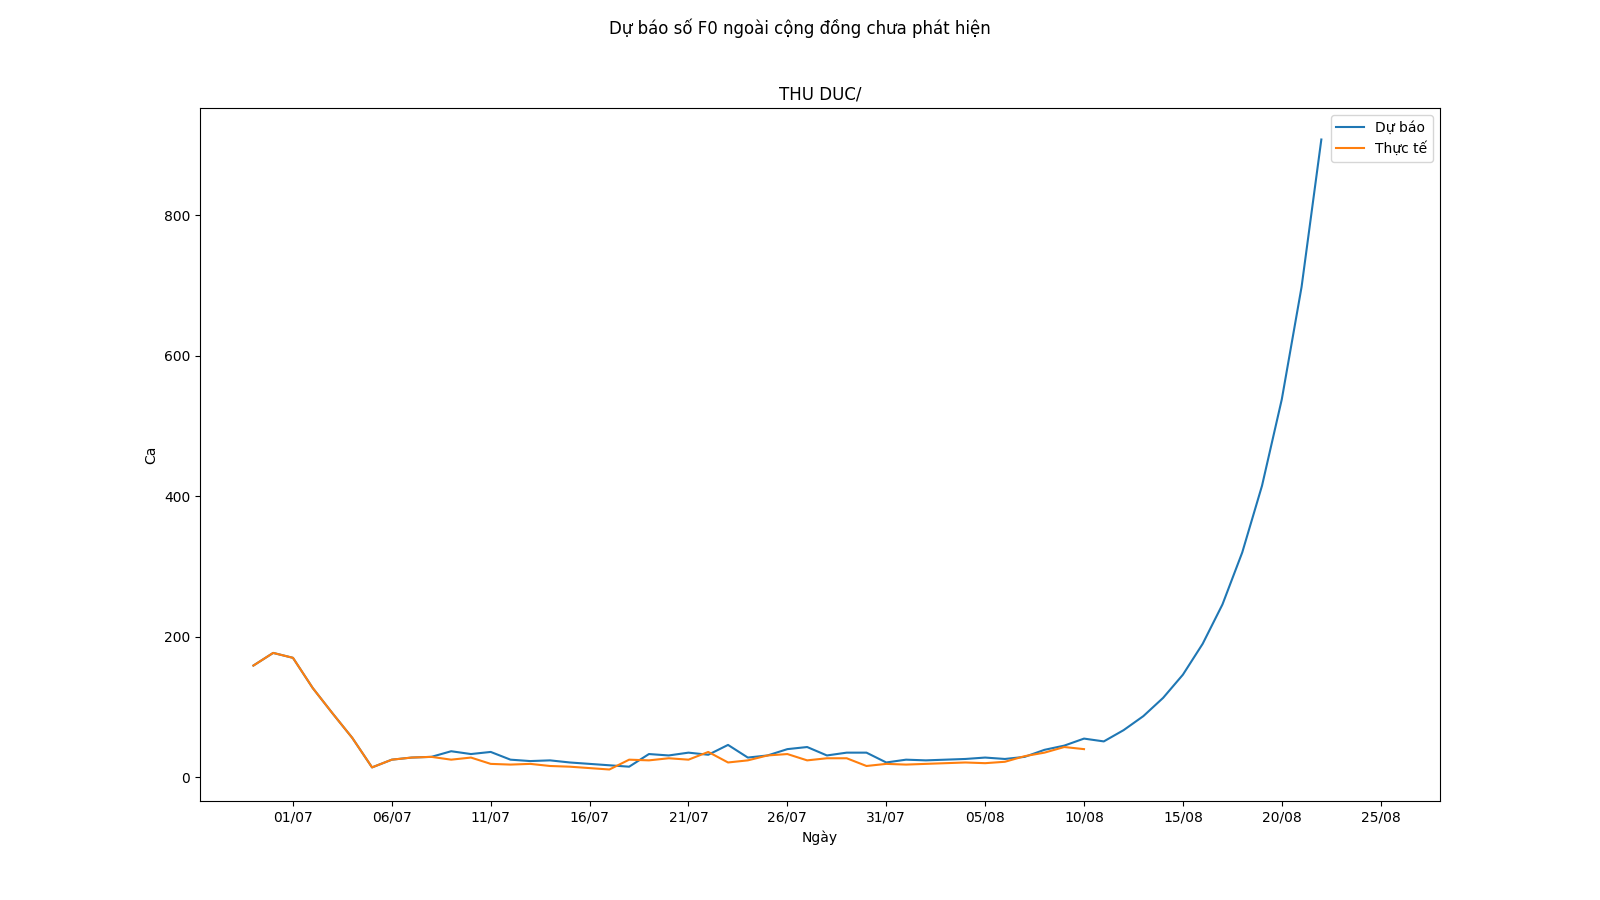 Dự báo số F0 ngoài cộng đồng chưa phát hiện
THU DUC/
Dự báo
Thực tế
800
600
400
200
0
Ca
01/07 06/07 11/07 16/07 21/07 26/07 31/07 05/08 10/08 15/08 20/08 25/08
Ngày